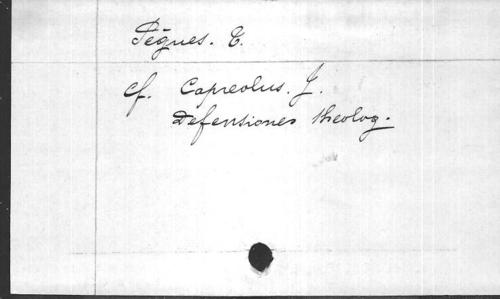 Pègues. T.
cf. Capreolus. J.
Defensiones theolog.